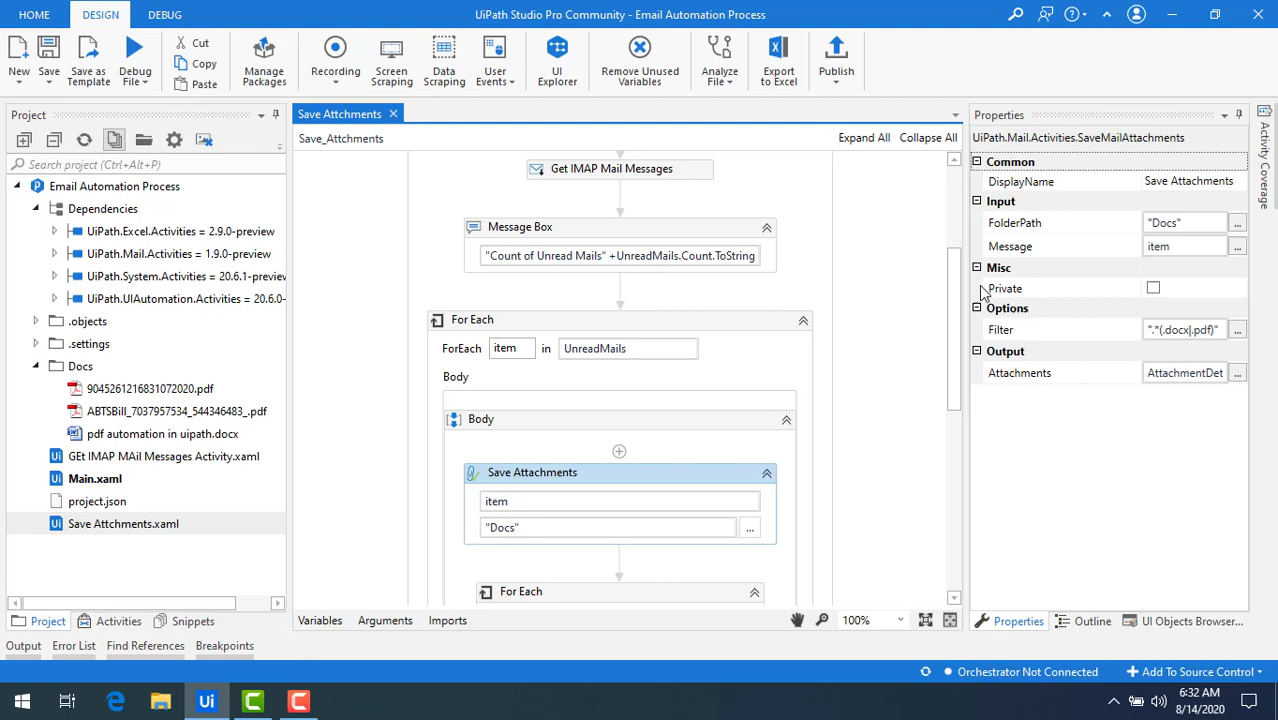 HOME
DESIGN
DEBUG
UiPath Studio Pro Community - Email Automation Process
New
Save
Save as Template
Debug File
Cut
Copy
Paste
Manage Packages
Recording
Screen Scraping
Data Scraping
User Events
UI Explorer
Remove Unused Variables
Analyze File
Export to Excel
Publish
Project
Search project (Ctrl+Alt+P)
Email Automation Process
Dependencies
UiPath.Excel.Activities = 2.9.0-preview
UiPath.Mail.Activities = 1.9.0-preview
UiPath.System.Activities = 20.6.1-preview
UiPath.UIAutomation.Activities = 20.6.0-
.objects
.settings
Docs
9045261216831072020.pdf
ABTSBill_7037957534_544346483_.pdf
pdf automation in uipath.docx
GEt IMAP MAil Messages Activity.xaml
Main.xaml
project.json
Save Attchments.xaml
Project
Activities
Snippets
Save Attchments
Save_Attchments
Expand All
Collapse All
Get IMAP Mail Messages
Message Box
"Count of Unread Mails" +UnreadMails.Count.ToString
For Each
ForEach item in UnreadMails
Body
Body
Save Attachments
item
"Docs"
...
For Each
Variables
Arguments
Imports
100%
Properties
UiPath.Mail.Activities.SaveMailAttachments
Common
DisplayName Save Attachments
Input
FolderPath "Docs" ...
Message item ...
Misc
Private
Options
Filter ".*(.docx|.pdf)" ...
Output
Attachments AttachmentDet ...
Properties
Outline
UI Objects Browser...
Activity Coverage
Output
Error List
Find References
Breakpoints
Orchestrator Not Connected
Add To Source Control
Ui
6:32 AM
8/14/2020